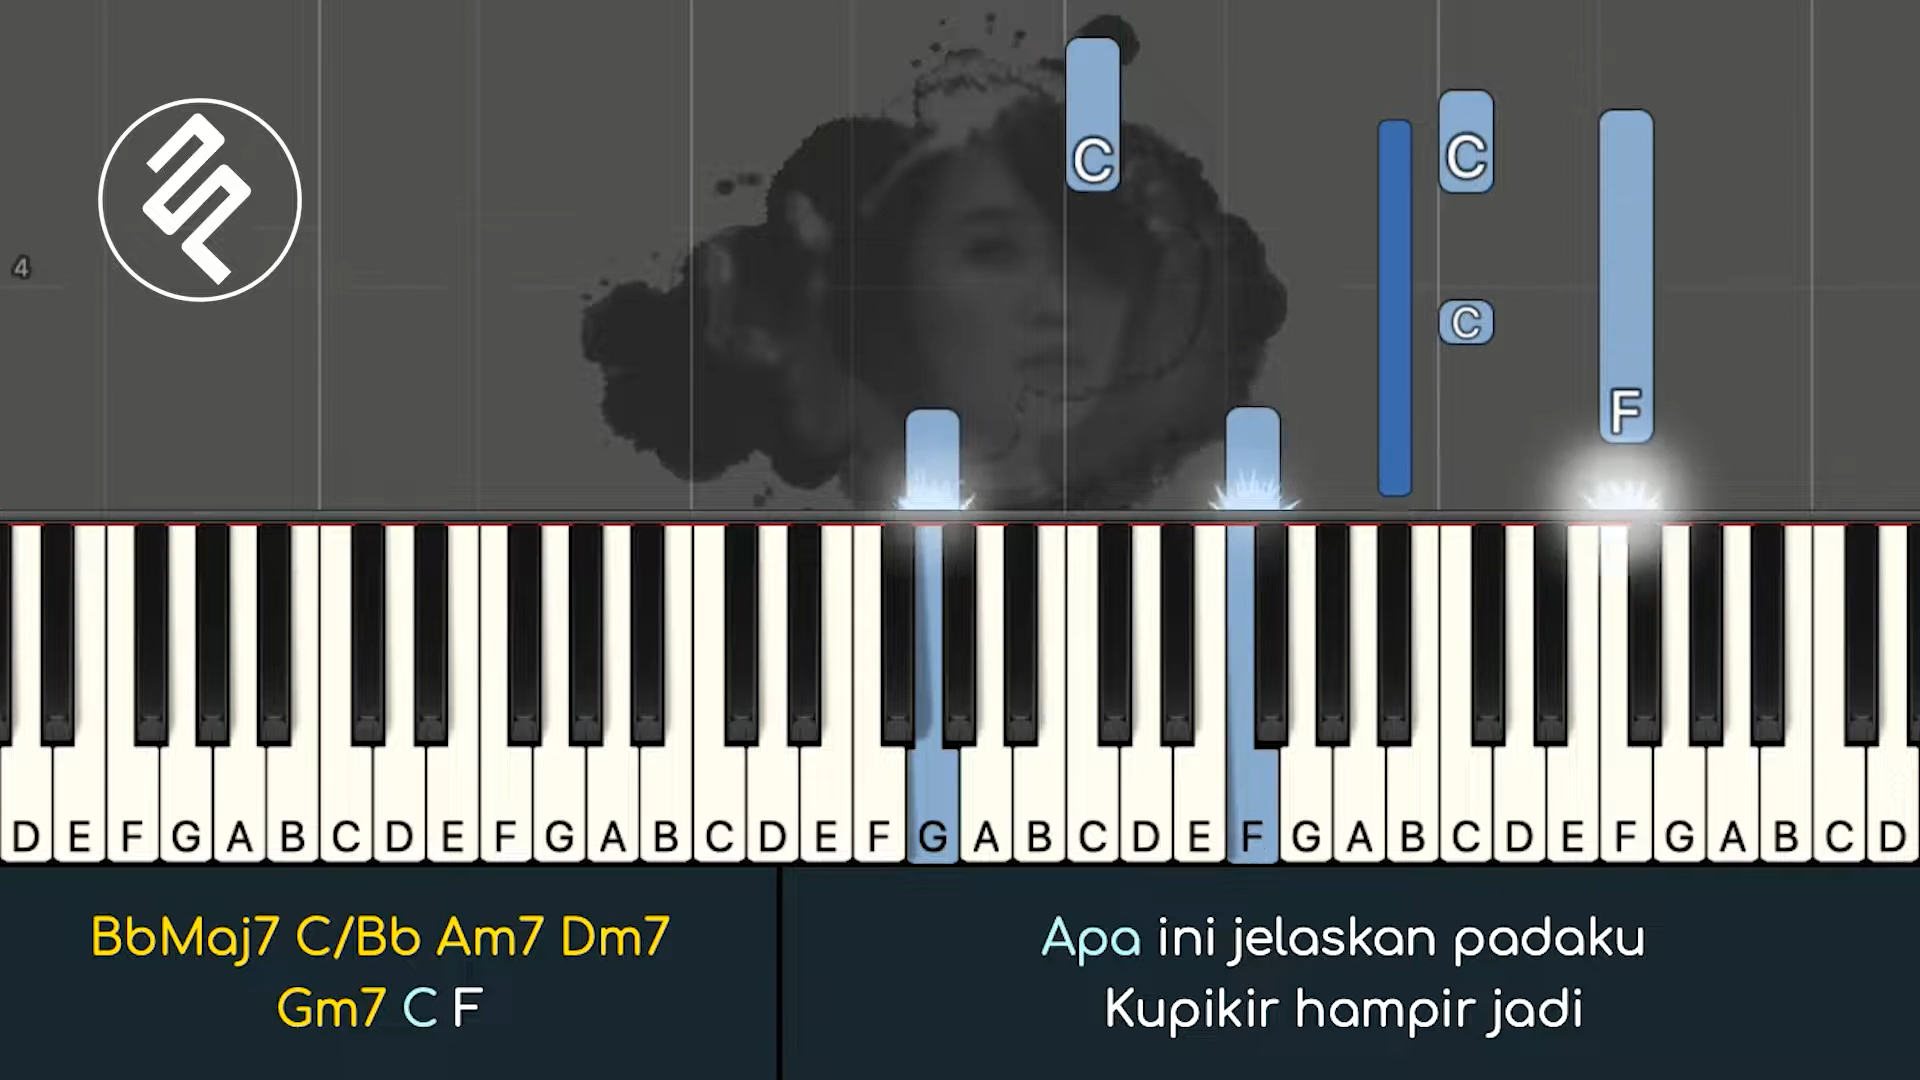 C
C
4
C
F
D E F G A B C D E F G A B C D E F G A B C D E F G A B C D E F G A B C D
BbMaj7 C/Bb Am7 Dm7
Gm7 C F
Apa ini jelaskan padaku
Kupikir hampir jadi